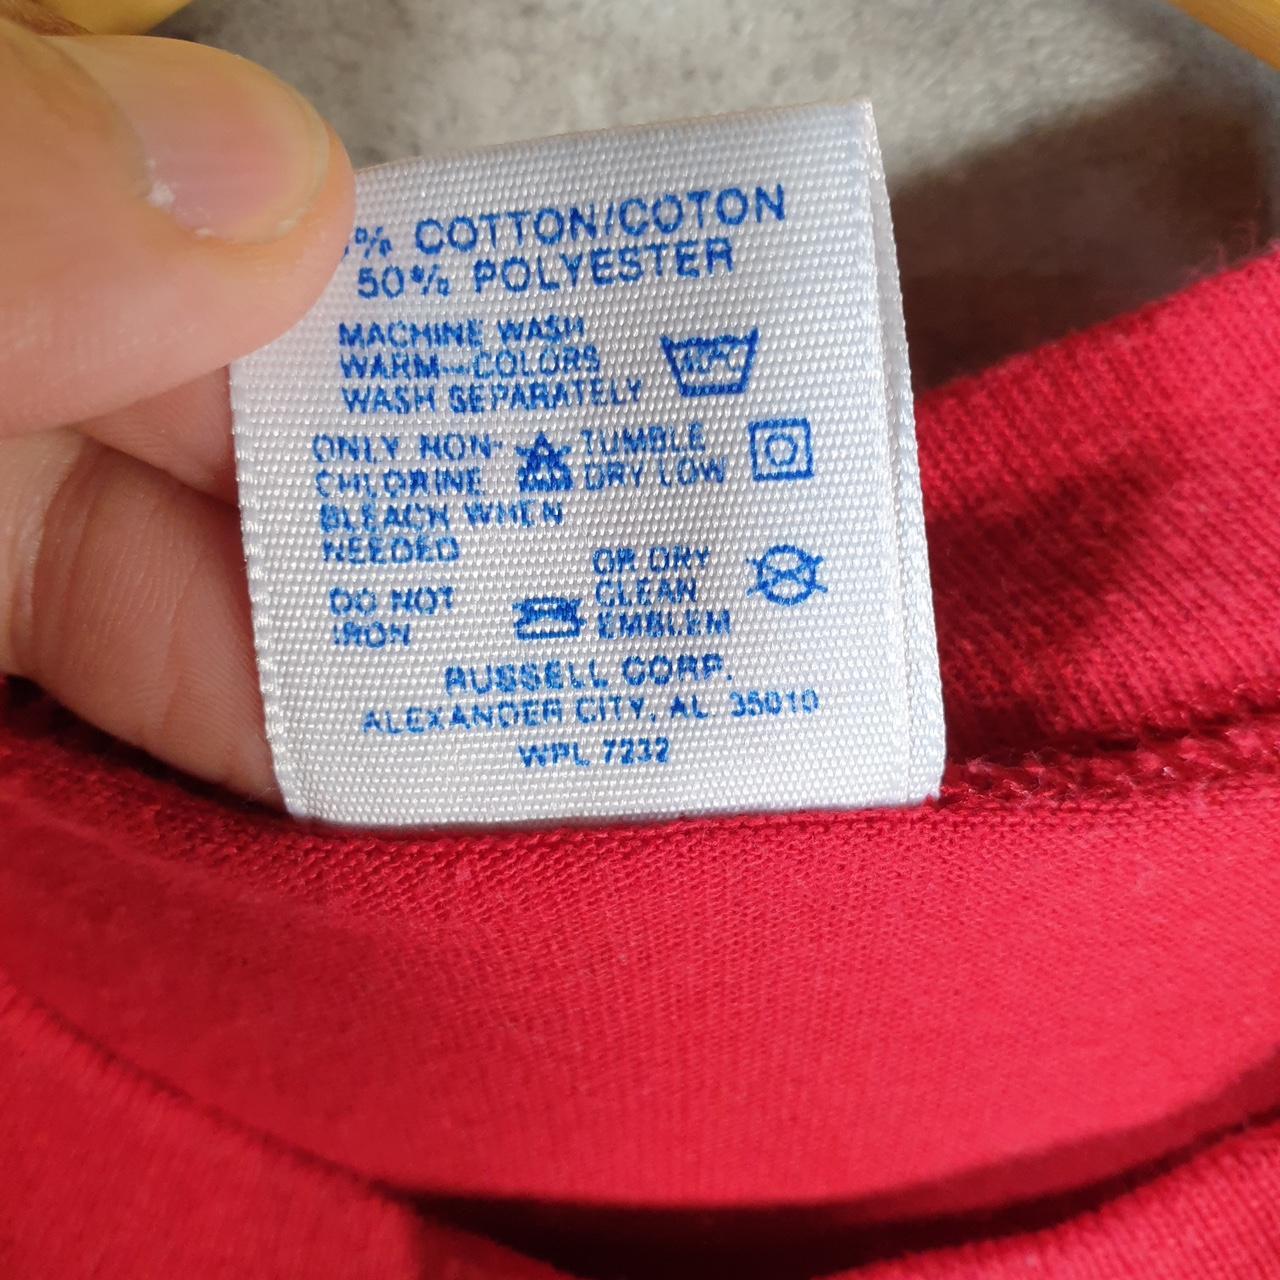 % COTTON/COTON
50% POLYESTER
MACHINE WASH
WARM—COLORS
WASH SEPARATELY
40°C
ONLY NON-
CHLORINE
BLEACH WHEN
NEEDED
TUMBLE
DRY LOW
DO NOT
IRON
OR DRY
CLEAN
EMBLEM
RUSSELL CORP.
ALEXANDER CITY, AL 35010
WPL 7232